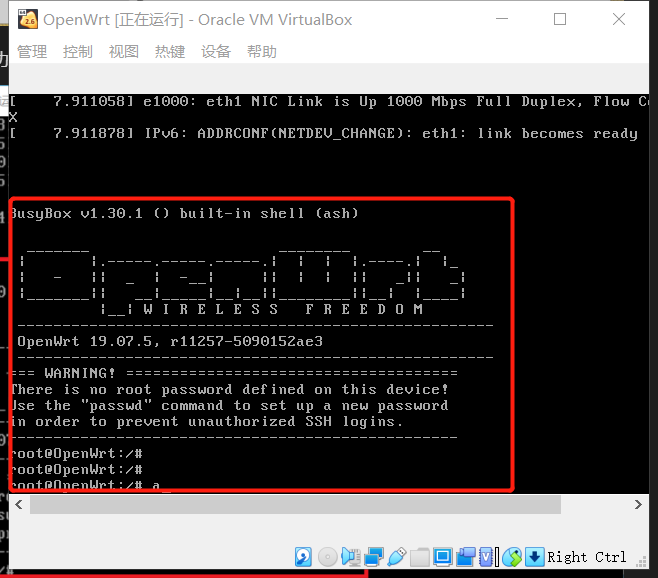 OpenWrt [正在运行] - Oracle VM VirtualBox
管理 控制 视图 热键 设备 帮助
[    7.911058] e1000: eth1 NIC Link is Up 1000 Mbps Full Duplex, Flow Co
X
[    7.911878] IPv6: ADDRCONF(NETDEV_CHANGE): eth1: link becomes ready
BusyBox v1.30.1 () built-in shell (ash)
OpenWrt
W I R E L E S S   F R E E D O M
-----------------------------------------------------
OpenWrt 19.07.5, r11257-5090152ae3
-----------------------------------------------------
=== WARNING! =====================================
There is no root password defined on this device!
Use the "passwd" command to set up a new password
in order to prevent unauthorized SSH logins.
--------------------------------------------------
root@OpenWrt:/#
root@OpenWrt:/#
root@OpenWrt:/# a_
Right Ctrl